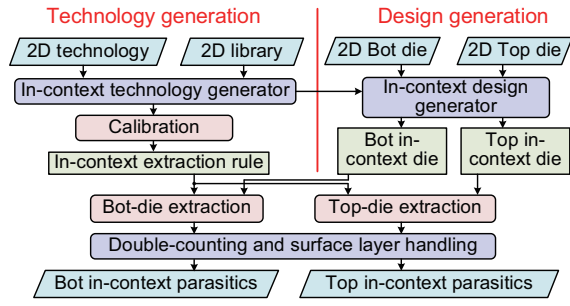 Technology generation
Design generation
2D technology
2D library
2D Bot die
2D Top die
In-context technology generator
In-context design
generator
Calibration
Bot in-
context die
Top in-
context die
In-context extraction rule
Bot-die extraction
Top-die extraction
Double-counting and surface layer handling
Bot in-context parasitics
Top in-context parasitics